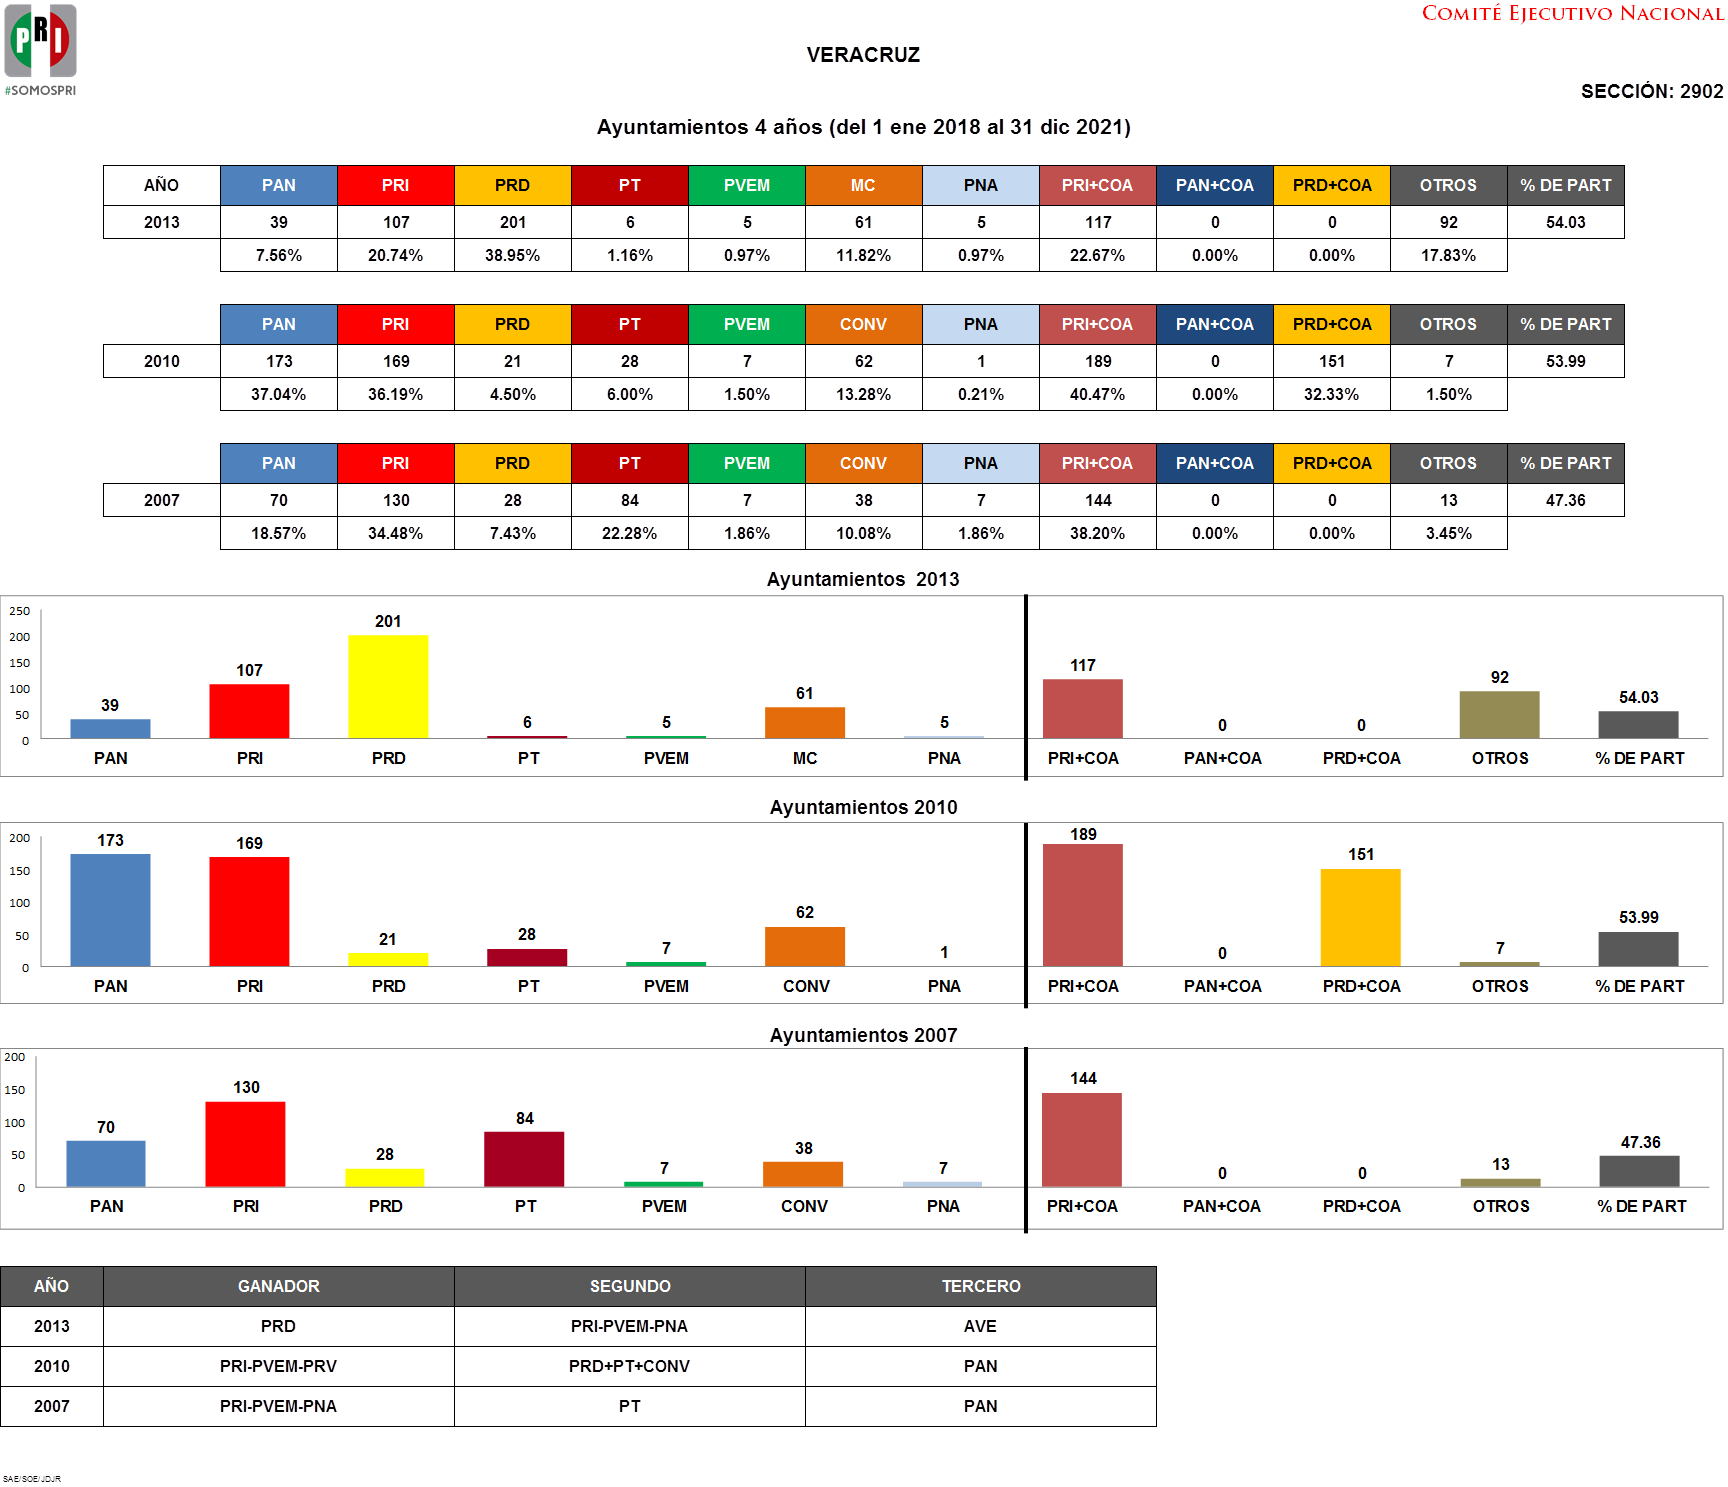 PRI
#SOMOSPRI
COMITÉ EJECUTIVO NACIONAL
VERACRUZ
SECCIÓN: 2902
Ayuntamientos 4 años (del 1 ene 2018 al 31 dic 2021)
AÑO PAN PRI PRD PT PVEM MC PNA PRI+COA PAN+COA PRD+COA OTROS % DE PART
2013 39 107 201 6 5 61 5 117 0 0 92 54.03
7.56% 20.74% 38.95% 1.16% 0.97% 11.82% 0.97% 22.67% 0.00% 0.00% 17.83%
PAN PRI PRD PT PVEM CONV PNA PRI+COA PAN+COA PRD+COA OTROS % DE PART
2010 173 169 21 28 7 62 1 189 0 151 7 53.99
37.04% 36.19% 4.50% 6.00% 1.50% 13.28% 0.21% 40.47% 0.00% 32.33% 1.50%
PAN PRI PRD PT PVEM CONV PNA PRI+COA PAN+COA PRD+COA OTROS % DE PART
2007 70 130 28 84 7 38 7 144 0 0 13 47.36
18.57% 34.48% 7.43% 22.28% 1.86% 10.08% 1.86% 38.20% 0.00% 0.00% 3.45%
Ayuntamientos 2013
250
200
150
100
50
0
39 107 201 6 5 61 5 117 0 0 92 54.03
PAN PRI PRD PT PVEM MC PNA PRI+COA PAN+COA PRD+COA OTROS % DE PART
Ayuntamientos 2010
200
150
100
50
0
173 169 21 28 7 62 1 189 0 151 7 53.99
PAN PRI PRD PT PVEM CONV PNA PRI+COA PAN+COA PRD+COA OTROS % DE PART
Ayuntamientos 2007
200
150
100
50
0
70 130 28 84 7 38 7 144 0 0 13 47.36
PAN PRI PRD PT PVEM CONV PNA PRI+COA PAN+COA PRD+COA OTROS % DE PART
AÑO GANADOR SEGUNDO TERCERO
2013 PRD PRI-PVEM-PNA AVE
2010 PRI-PVEM-PRV PRD+PT+CONV PAN
2007 PRI-PVEM-PNA PT PAN
SAE/SOE/JDJR